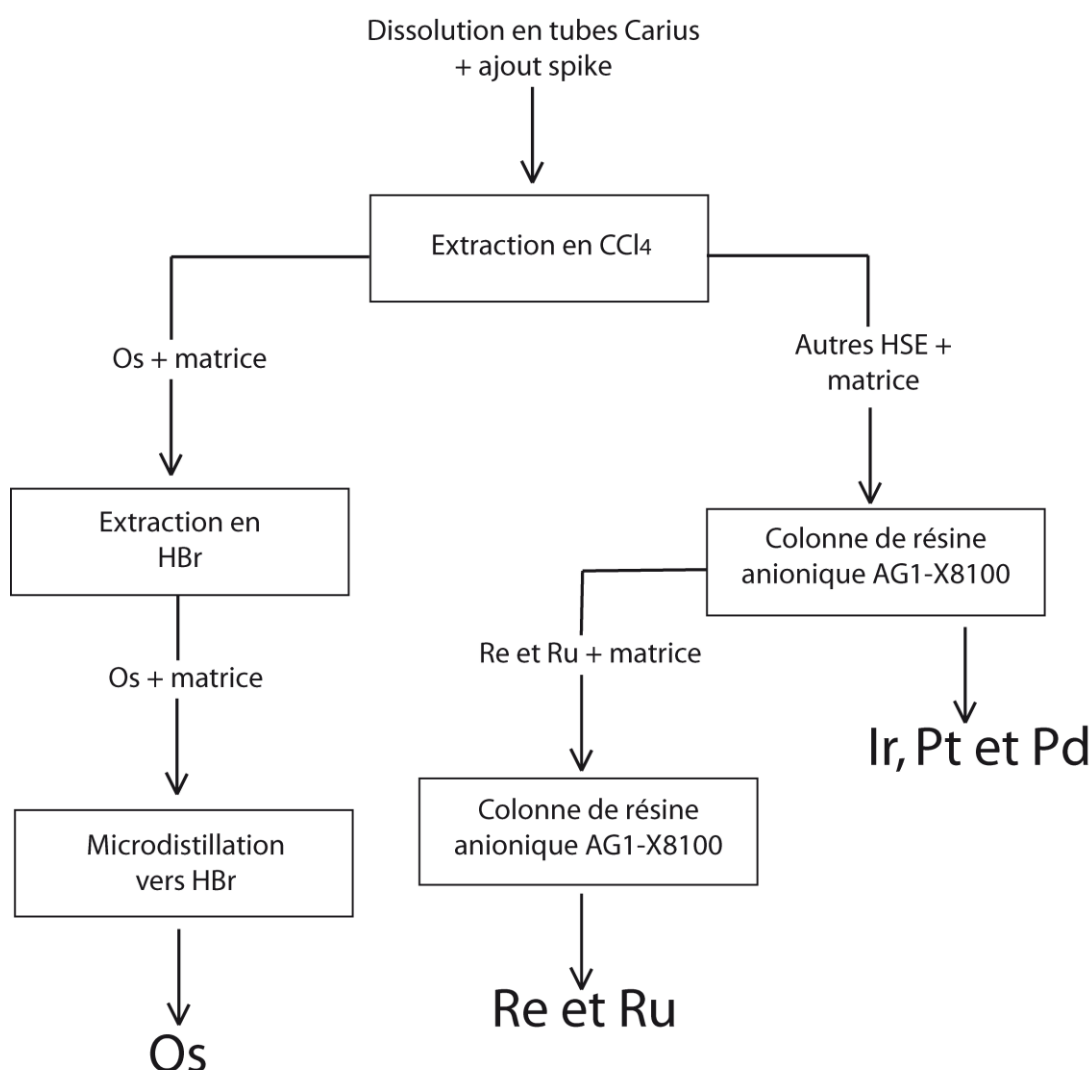 Dissolution en tubes Carius
+ ajout spike
Extraction en CCl4
Os + matrice
Autres HSE +
matrice
Extraction en
HBr
Colonne de résine
anionique AG1-X8100
Os + matrice
Re et Ru + matrice
Ir, Pt et Pd
Microdistillation
vers HBr
Colonne de résine
anionique AG1-X8100
Re et Ru
Os